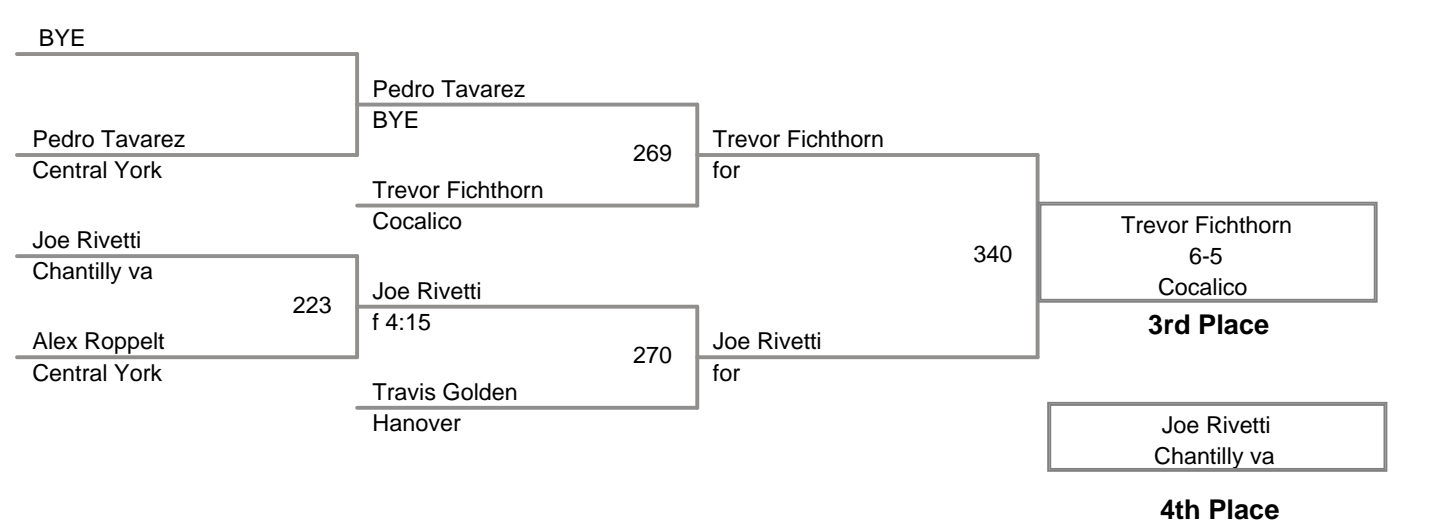 BYE
Pedro Tavarez
Central York
Joe Rivetti
Chantilly va
223
Alex Roppelt
Central York
Pedro Tavarez
BYE
269
Trevor Fichthorn
Cocalico
Joe Rivetti
f 4:15
270
Travis Golden
Hanover
Trevor Fichthorn
for
340
Joe Rivetti
for
Trevor Fichthorn
6-5
Cocalico
3rd Place
Joe Rivetti
Chantilly va
4th Place